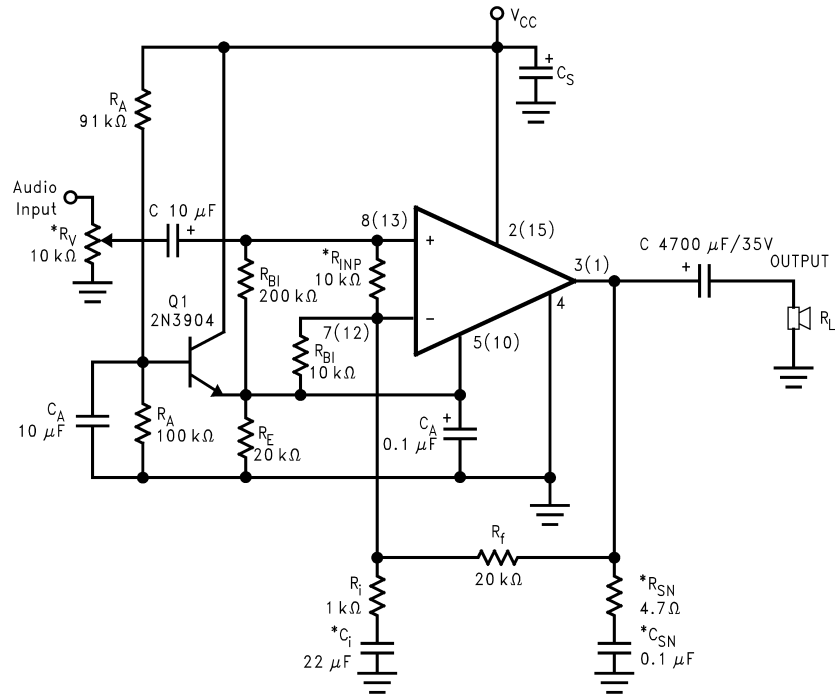 V_CC
+
C_S
R_A
91 kΩ
Audio
Input
*R_V
10 kΩ
C 10 μF
+
8(13)
+
2(15)
*R_INP
10 kΩ
R_BI
200 kΩ
3(1)
C 4700 μF/35V
+
OUTPUT
R_L
4
Q1
2N3904
7(12)
−
5(10)
R_BI
10 kΩ
C_A
10 μF
R_A
100 kΩ
R_E
20 kΩ
C_A
+
0.1 μF
R_f
20 kΩ
R_i
1 kΩ
*C_i
22 μF
*R_SN
4.7Ω
*C_SN
0.1 μF